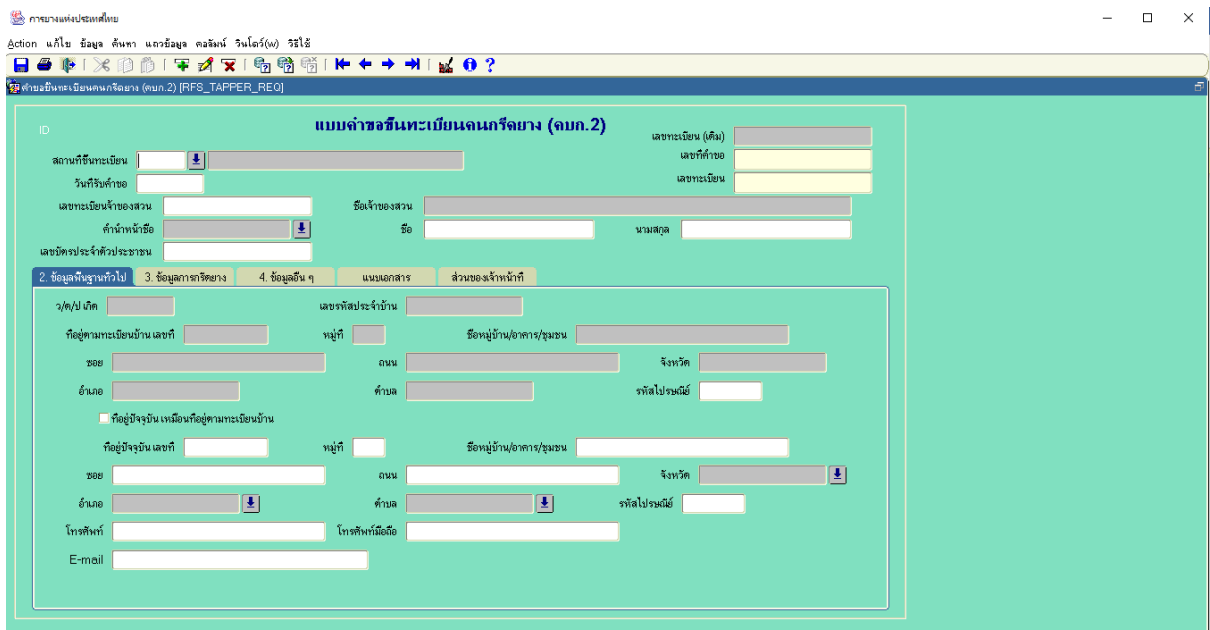 การยางแห่งประเทศไทย
Action แก้ไข ข้อมูล ค้นหา แถวข้อมูล คอลัมน์ วินโดว์(w) วิธีใช้
คำขอขึ้นทะเบียนคนกรีดยาง (คบก.2) [RFS_TAPPER_REQ]
ID แบบคำขอขึ้นทะเบียนคนกรีดยาง (คบก.2)
เลขทะเบียน (เดิม)
สถานที่ขึ้นทะเบียน เลขที่คำขอ
วันที่รับคำขอ เลขทะเบียน
เลขทะเบียนเจ้าของสวน ชื่อเจ้าของสวน
คำนำหน้าชื่อ ชื่อ นามสกุล
เลขบัตรประจำตัวประชาชน
2. ข้อมูลพื้นฐานทั่วไป 3. ข้อมูลการกรีดยาง 4. ข้อมูลอื่น ๆ แนบเอกสาร ส่วนของเจ้าหน้าที่
ว/ด/ป เกิด เลขรหัสประจำบ้าน
ที่อยู่ตามทะเบียนบ้าน เลขที่ หมู่ที่ ชื่อหมู่บ้าน/อาคาร/ชุมชน
ซอย ถนน จังหวัด
อำเภอ ตำบล รหัสไปรษณีย์
ที่อยู่ปัจจุบัน เหมือนที่อยู่ตามทะเบียนบ้าน
ที่อยู่ปัจจุบัน เลขที่ หมู่ที่ ชื่อหมู่บ้าน/อาคาร/ชุมชน
ซอย ถนน จังหวัด
อำเภอ ตำบล รหัสไปรษณีย์
โทรศัพท์ โทรศัพท์มือถือ
E-mail